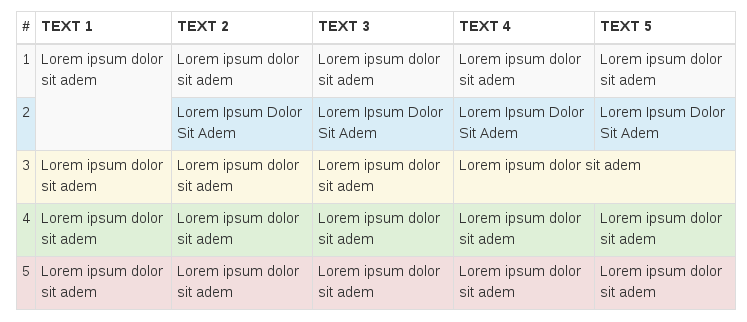 # TEXT 1 TEXT 2 TEXT 3 TEXT 4 TEXT 5
1 Lorem ipsum dolor Lorem ipsum dolor Lorem ipsum dolor Lorem ipsum dolor Lorem ipsum dolor
sit adem sit adem sit adem sit adem sit adem
2 Lorem Ipsum Dolor Lorem Ipsum Dolor Lorem Ipsum Dolor Lorem Ipsum Dolor
Sit Adem Sit Adem Sit Adem Sit Adem
3 Lorem ipsum dolor Lorem ipsum dolor Lorem ipsum dolor Lorem ipsum dolor sit adem
sit adem sit adem sit adem
4 Lorem ipsum dolor Lorem ipsum dolor Lorem ipsum dolor Lorem ipsum dolor Lorem ipsum dolor
sit adem sit adem sit adem sit adem sit adem
5 Lorem ipsum dolor Lorem ipsum dolor Lorem ipsum dolor Lorem ipsum dolor Lorem ipsum dolor
sit adem sit adem sit adem sit adem sit adem